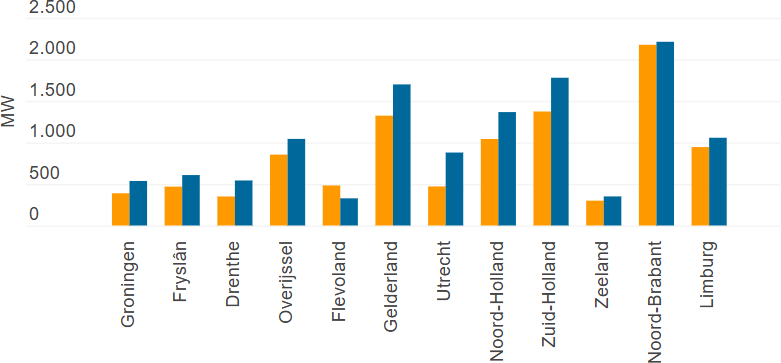 2.500
2.000
1.500
1.000
500
0
MW
Groningen
Fryslân
Drenthe
Overijssel
Flevoland
Gelderland
Utrecht
Noord-Holland
Zuid-Holland
Zeeland
Noord-Brabant
Limburg